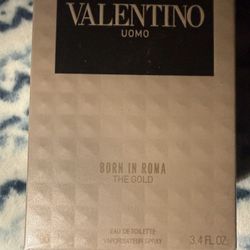 VALENTINO
UOMO
BORN IN ROMA
THE GOLD
EAU DE TOILETTE
VAPORISATEUR SPRAY
3.4 FL OZ